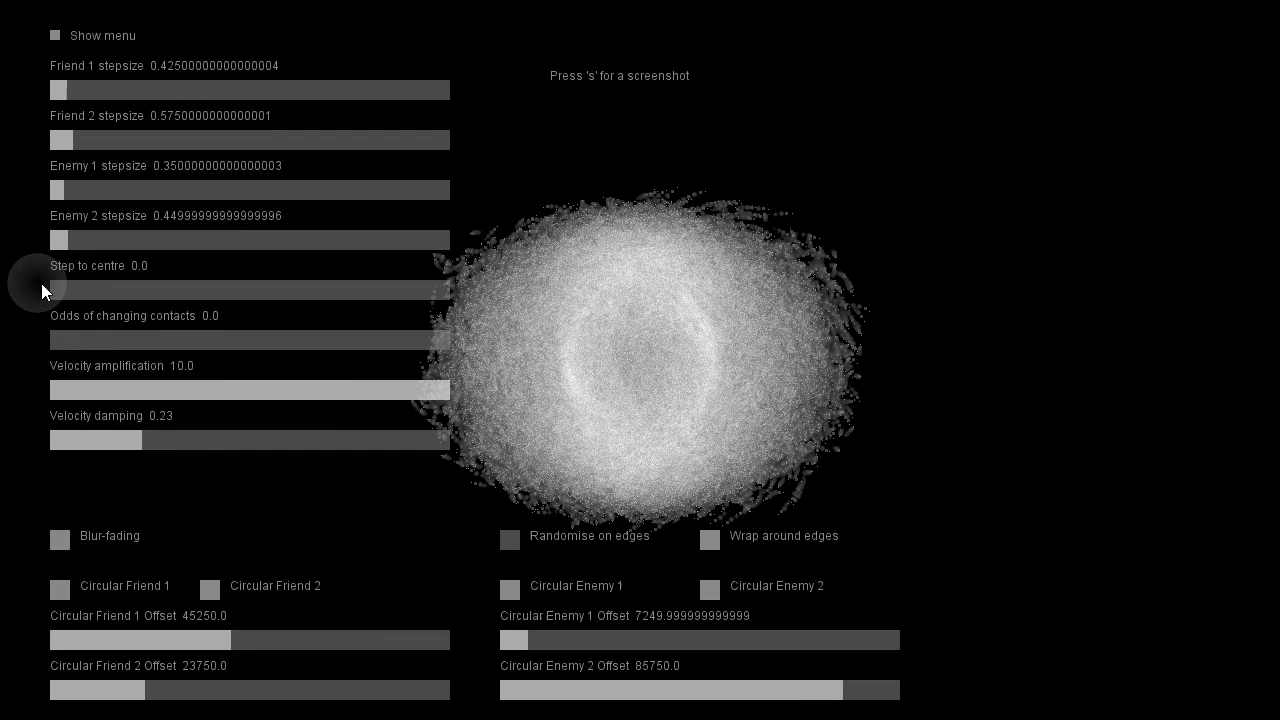 Show menu
Friend 1 stepsize 0.42500000000000004
Press 's' for a screenshot
Friend 2 stepsize 0.5750000000000001
Enemy 1 stepsize 0.35000000000000003
Enemy 2 stepsize 0.44999999999999996
Step to centre 0.0
Odds of changing contacts 0.0
Velocity amplification 10.0
Velocity damping 0.23
Blur-fading
Randomise on edges
Wrap around edges
Circular Friend 1
Circular Friend 2
Circular Enemy 1
Circular Enemy 2
Circular Friend 1 Offset 45250.0
Circular Enemy 1 Offset 7249.999999999999
Circular Friend 2 Offset 23750.0
Circular Enemy 2 Offset 85750.0